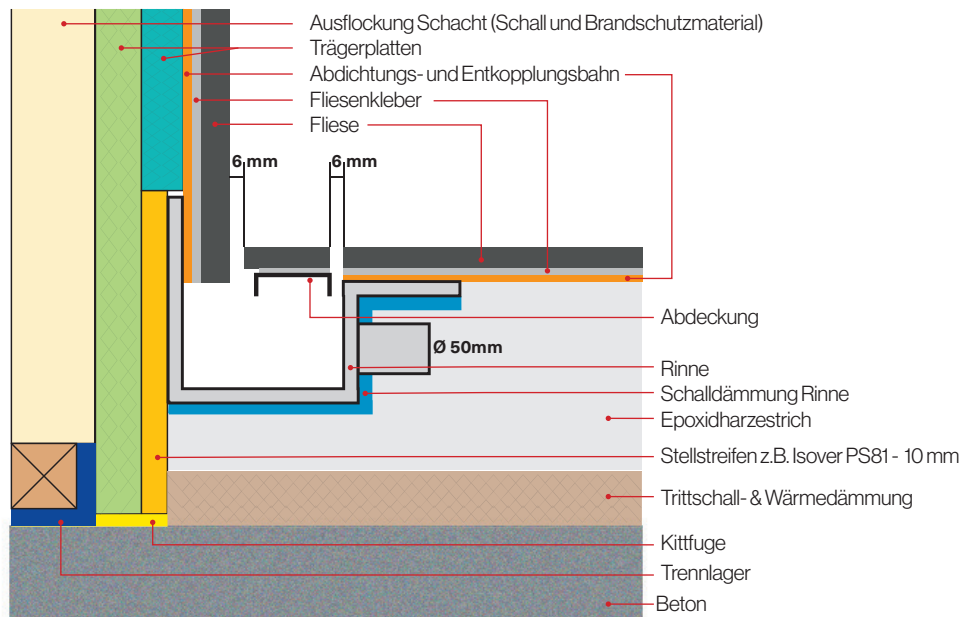 Ausflockung Schacht (Schall und Brandschutzmaterial)
Trägerplatten
Abdichtungs- und Entkopplungsbahn
Fliesenkleber
Fliese
6 mm
6 mm
Abdeckung
Ø 50mm
Rinne
Schalldämmung Rinne
Epoxidharzestrich
Stellstreifen z.B. Isover PS81 - 10 mm
Trittschall- & Wärmedämmung
Kittfuge
Trennlager
Beton